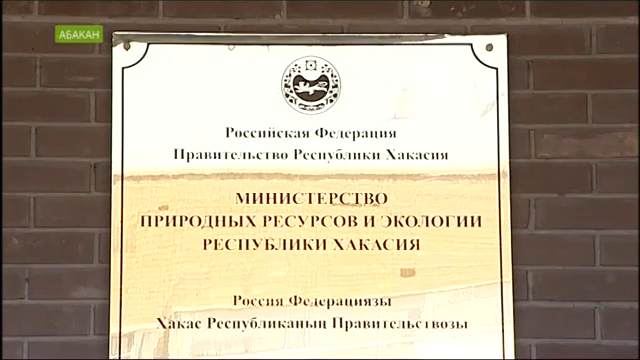 АБАКАН
Российская Федерация
Правительство Республики Хакасия
МИНИСТЕРСТВО
ПРИРОДНЫХ РЕСУРСОВ И ЭКОЛОГИИ
РЕСПУБЛИКИ ХАКАСИЯ
Россия Федерациязы
Хакас Республиканың Правительствозы